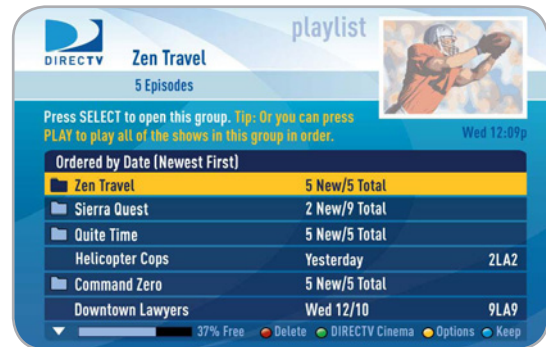 DIRECTV
playlist
Zen Travel
5 Episodes
Press SELECT to open this group. Tip: Or you can press
PLAY to play all of the shows in this group in order.
Wed 12:09p
Ordered by Date (Newest First)
Zen Travel 5 New/5 Total
Sierra Quest 2 New/9 Total
Quite Time 5 New/5 Total
Helicopter Cops Yesterday 2LA2
Command Zero 5 New/5 Total
Downtown Lawyers Wed 12/10 9LA9
37% Free Delete DIRECTV Cinema Options Keep